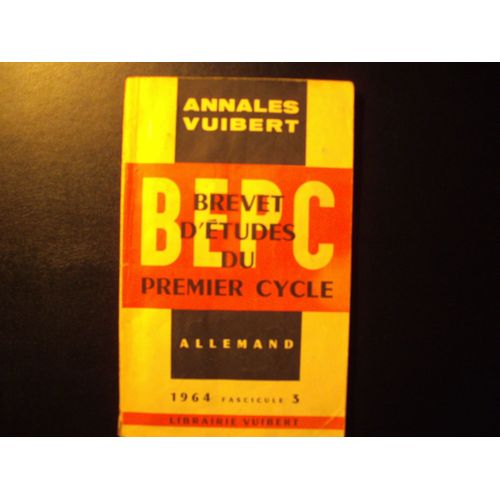 ANNALES
VUIBERT
BEPC
BREVET
D'ÉTUDES
DU
PREMIER CYCLE
ALLEMAND
1964 FASCICULE 3
LIBRAIRIE VUIBERT